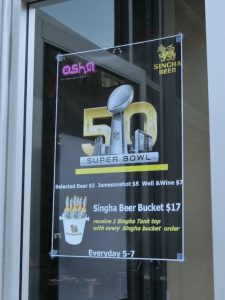 osha
SINGHA
BEER
50
SUPER BOWL
Selected Beer $3 Jamesonshot $5 Well &Wine $7
Singha Beer Bucket $17
receive 1 Singha Tank top
with every Singha bucket order
Everyday 5-7